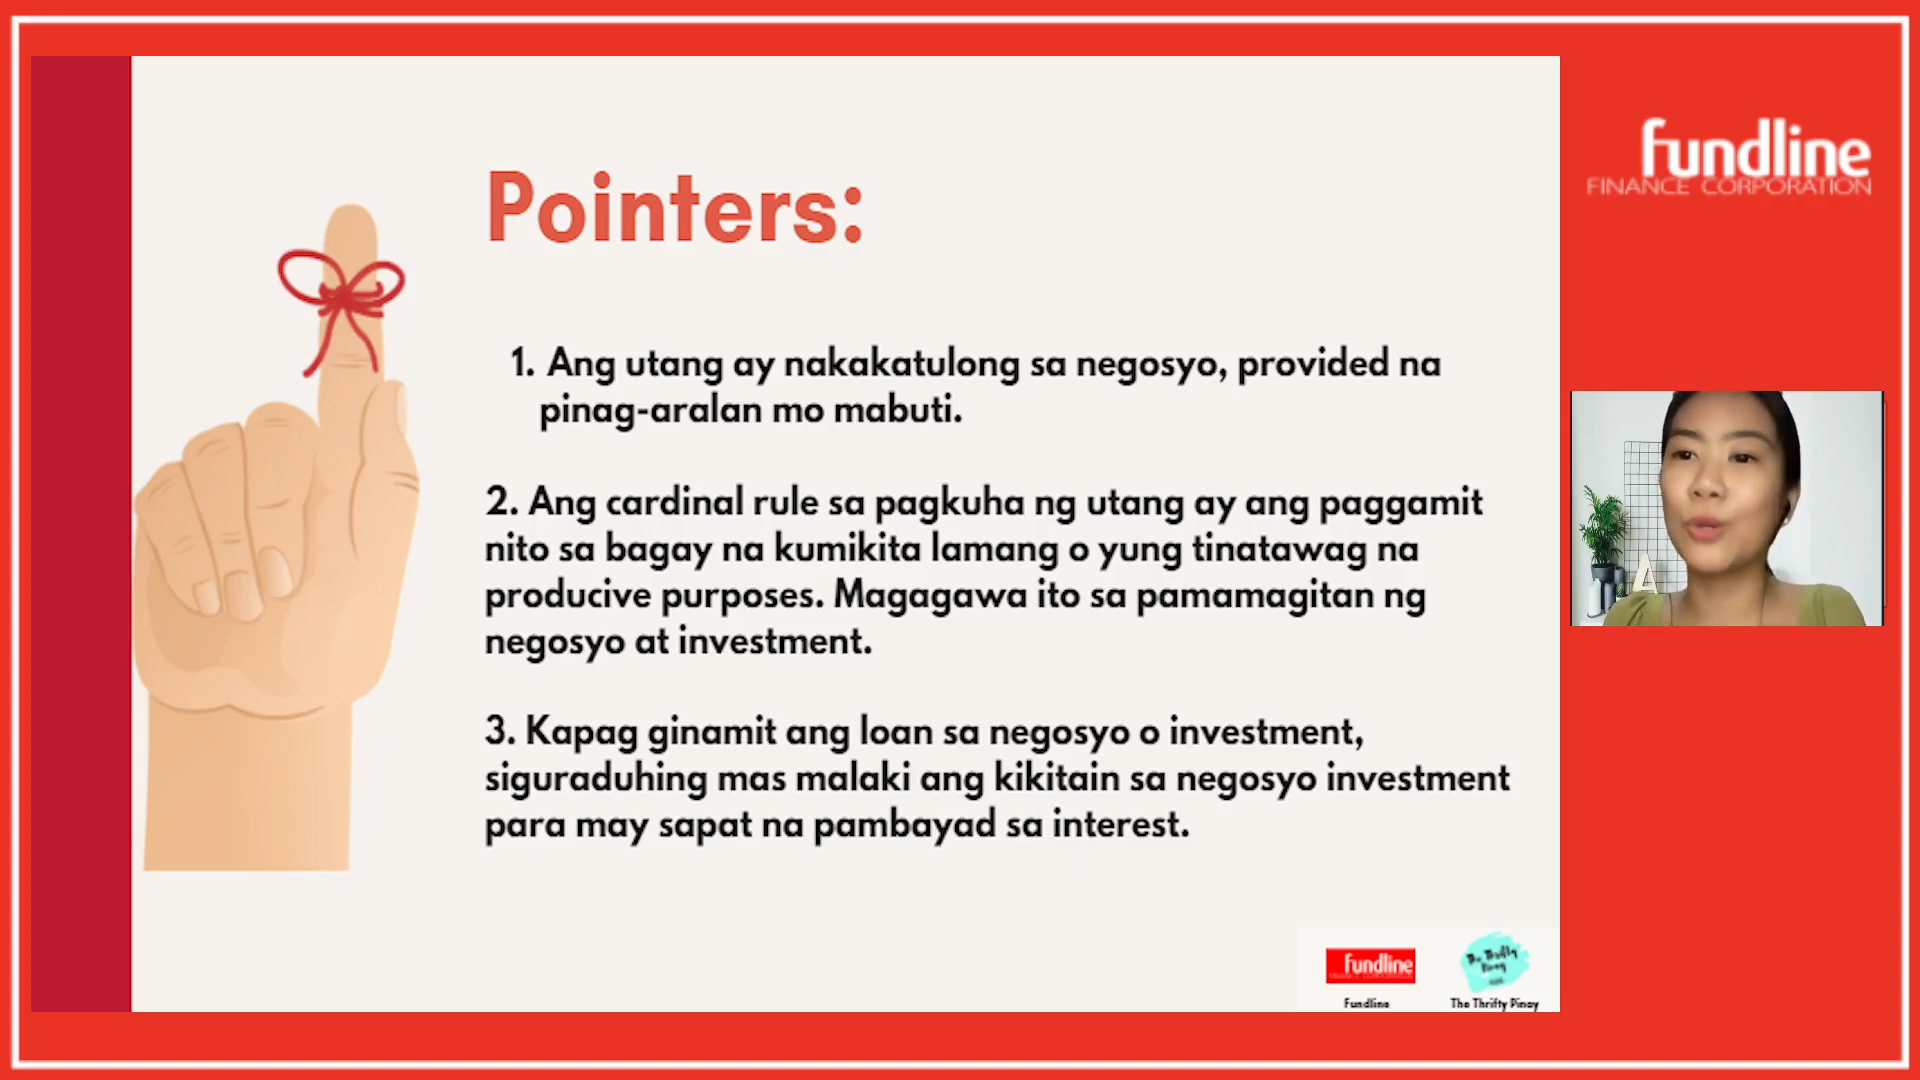 fundline
FINANCE CORPORATION
Pointers:
1. Ang utang ay nakakatulong sa negosyo, provided na
pinag-aralan mo mabuti.
2. Ang cardinal rule sa pagkuha ng utang ay ang paggamit
nito sa bagay na kumikita lamang o yung tinatawag na
producive purposes. Magagawa ito sa pamamagitan ng
negosyo at investment.
3. Kapag ginamit ang loan sa negosyo o investment,
siguraduhing mas malaki ang kikitain sa negosyo investment
para may sapat na pambayad sa interest.
A
fundline
Fundline
The Thrifty Pinay
The Thrifty Pinay